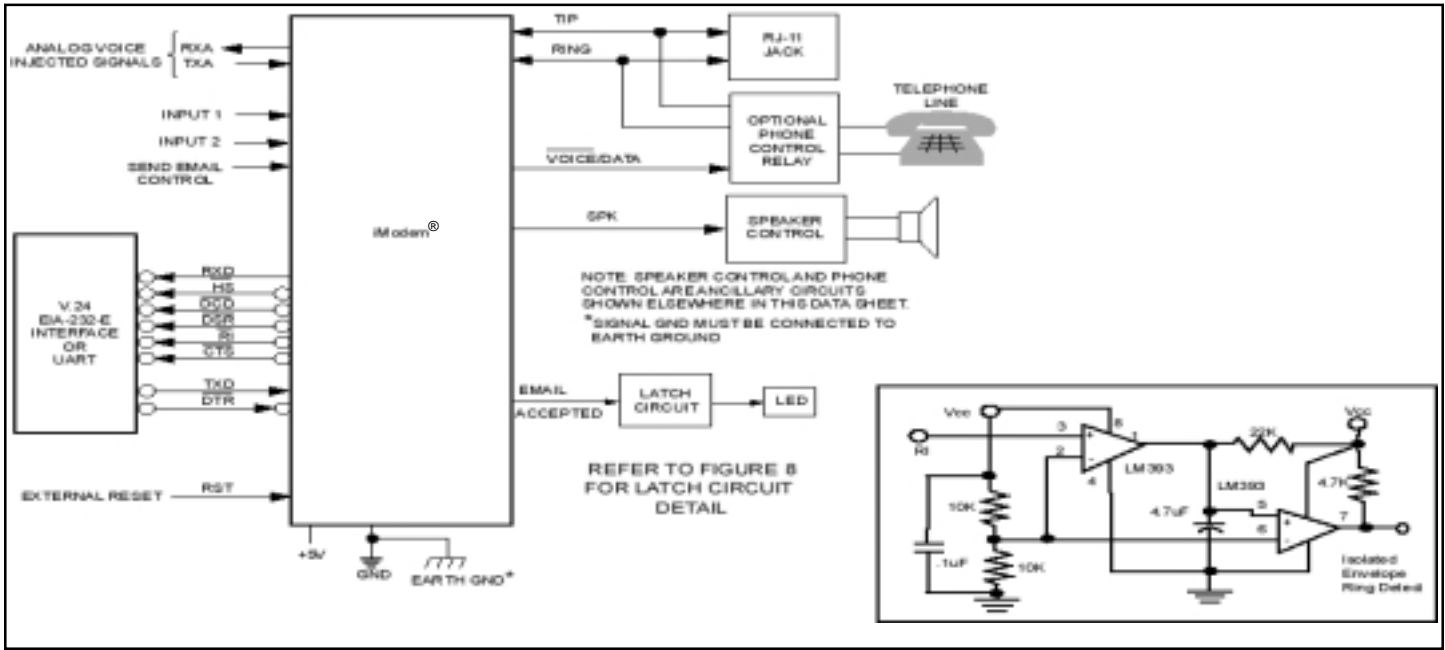 ANALOG VOICE
INJECTED SIGNALS
RXA
TXA
INPUT 1
INPUT 2
SEND EMAIL
CONTROL
V.24
EIA-232-E
INTERFACE
OR
UART
RXD
HS
DCD
DSR
RI
CTS
TXD
DTR
EXTERNAL RESET
RST
iModem®
+5V
GND
EARTH GND*
TIP
RING
RJ-11
JACK
OPTIONAL
PHONE
CONTROL
RELAY
TELEPHONE
LINE
VOICE/DATA
SPK
SPEAKER
CONTROL
NOTE: SPEAKER CONTROL AND PHONE
CONTROL ARE ANCILLARY CIRCUITS
SHOWN ELSEWHERE IN THIS DATA SHEET.
*SIGNAL GND MUST BE CONNECTED TO
EARTH GROUND
EMAIL
ACCEPTED
LATCH
CIRCUIT
LED
REFER TO FIGURE 8
FOR LATCH CIRCUIT
DETAIL
Vcc
RI
3
2
8
1
4
LM393
22K
Vcc
10K
10K
.1uF
4.7uF
LM393
5
6
7
4.7K
Isolated
Envelope
Ring Detect